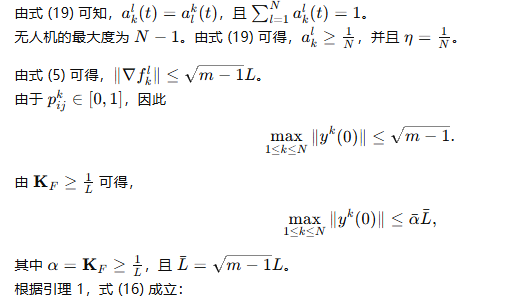 由式 (19) 可知，$a_k^l(t) = a_l^k(t)$，且 $\sum_{l=1}^{N} a_k^l(t) = 1$。
无人机的最大度为 $N-1$。由式 (19) 可得，$a_k^l \geq \frac{1}{N}$，并且 $\eta = \frac{1}{N}$。
由式 (5) 可得，$\|\nabla f_k^l\| \leq \sqrt{m-1}L$。
由于 $p_{ij}^k \in [0,1]$，因此
$$\max_{1 \leq k \leq N} \|y^k(0)\| \leq \sqrt{m-1}.$$
由 $\mathbf{K}_F \geq \frac{1}{L}$ 可得，
$$\max_{1 \leq k \leq N} \|y^k(0)\| \leq \bar{\alpha}\bar{L},$$
其中 $\alpha = \mathbf{K}_F \geq \frac{1}{L}$，且 $\bar{L} = \sqrt{m-1}L$。
根据引理 1，式 (16) 成立：